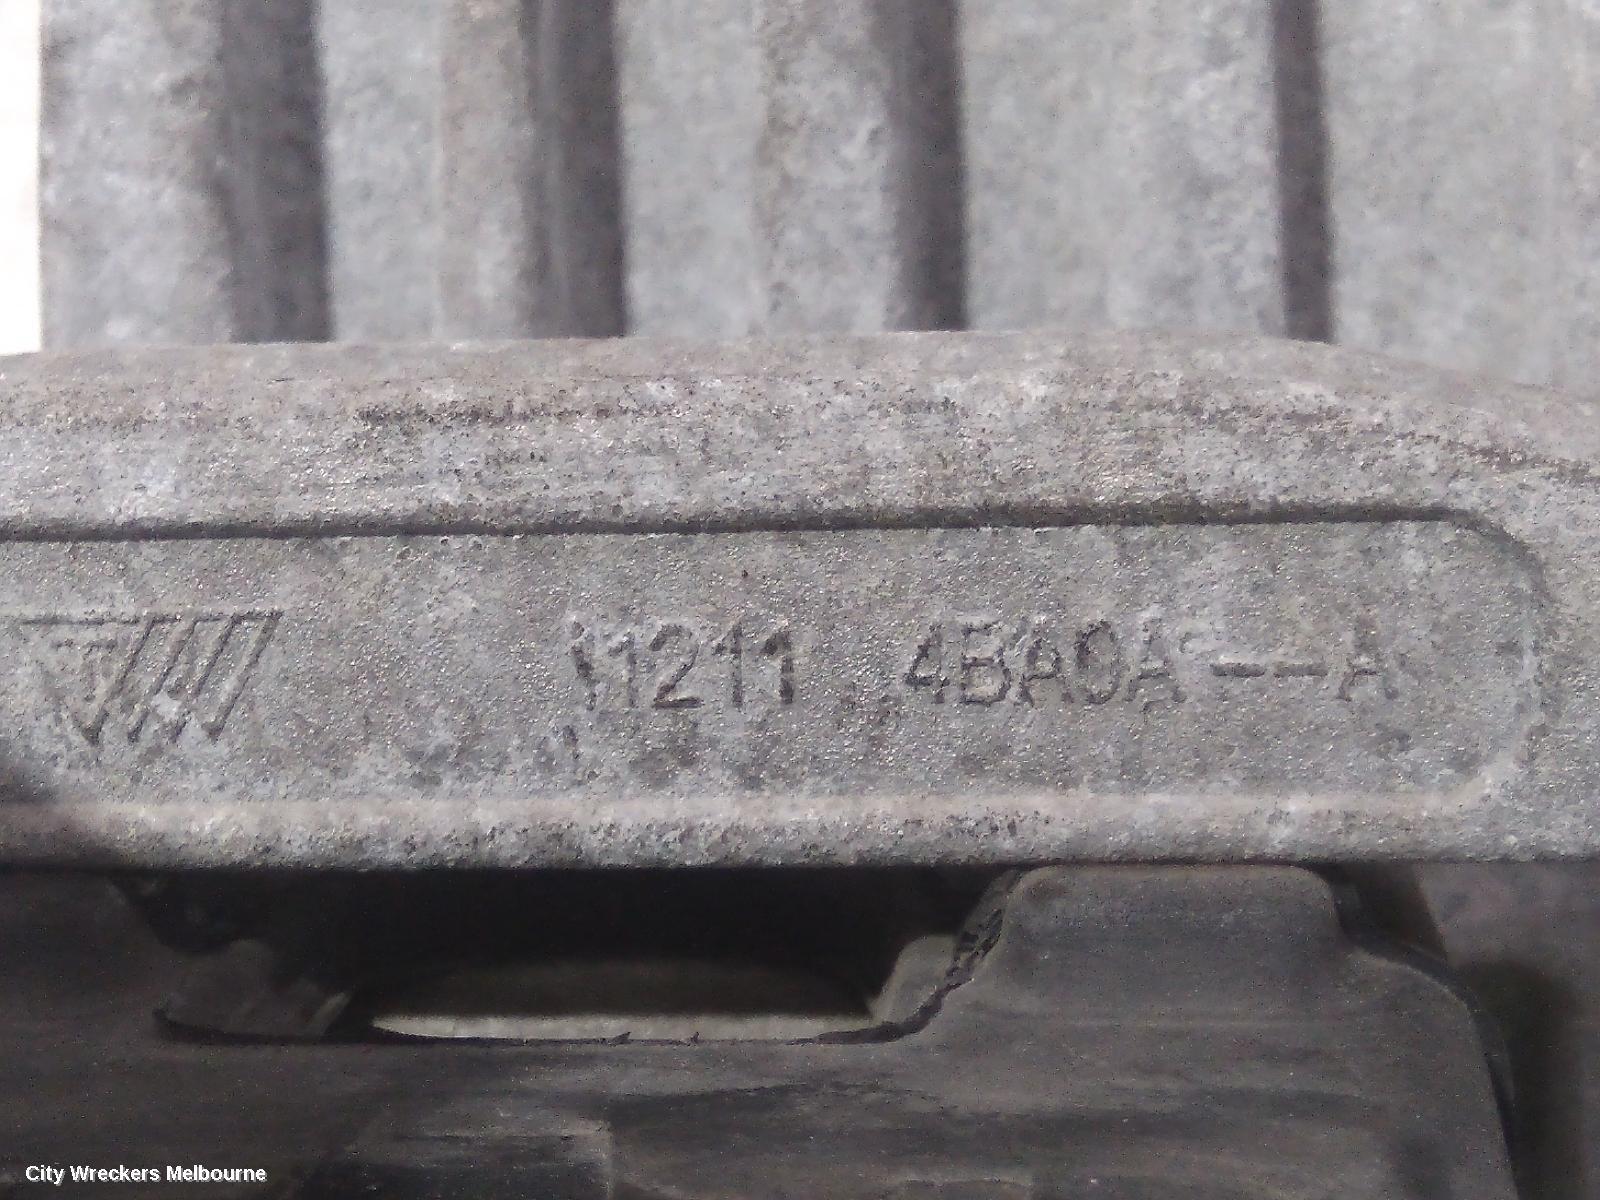 11211 4BA0A--A
City Wreckers Melbourne